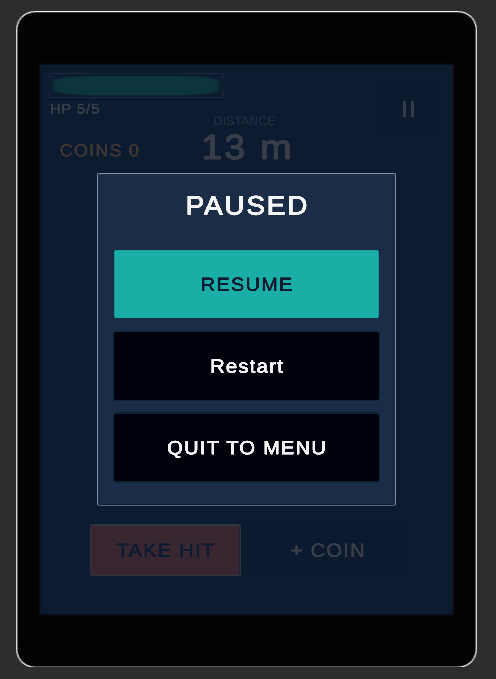 HP 5/5
DISTANCE
COINS 0
13 m
PAUSED
RESUME
Restart
QUIT TO MENU
TAKE HIT
+ COIN